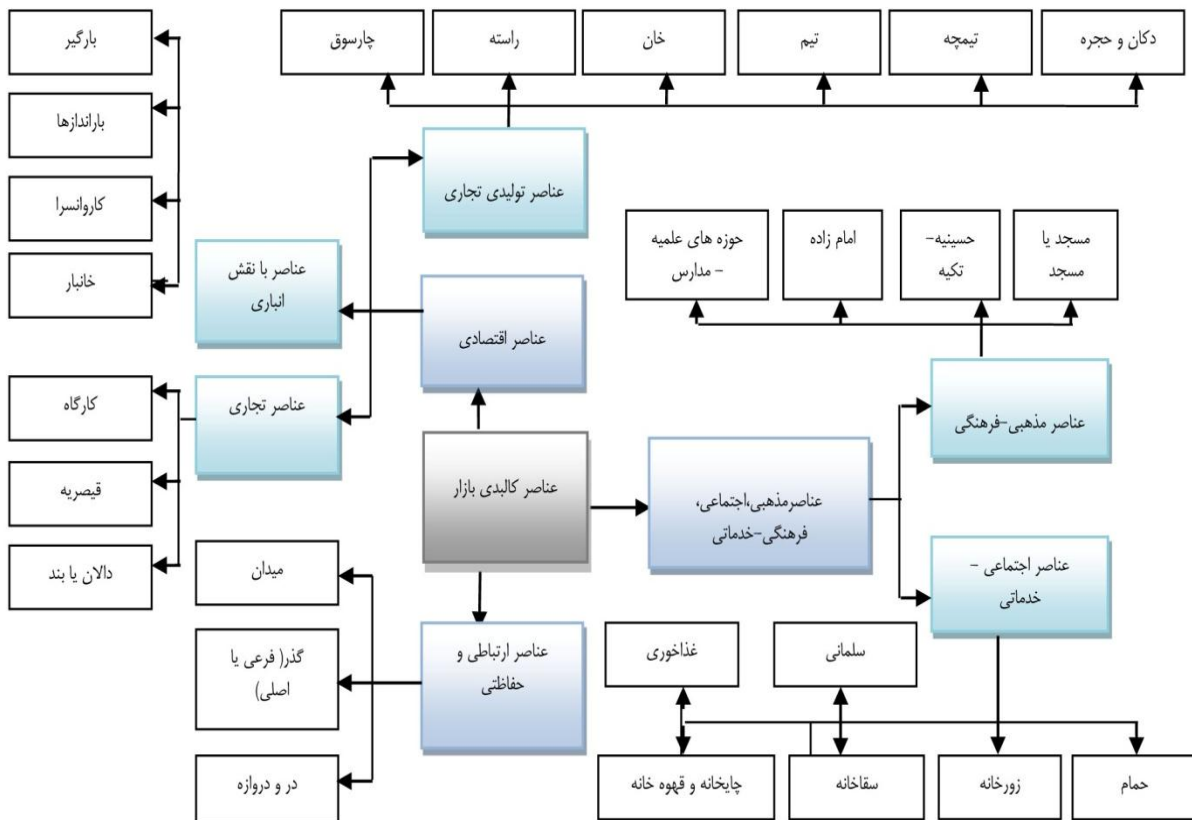 دکان و حجره
تیمچه
تیم
خان
راسته
چارسوق
بارگیر
باراندازها
کاروانسرا
خانبار
عناصر تولیدی تجاری
مسجد یا
مسجد
حسینیه-
تکیه
امام زاده
حوزه های علمیه
- مدارس
عناصر با نقش
انباری
عناصر اقتصادی
عناصر مذهبی-فرهنگی
عناصر تجاری
کارگاه
قیصریه
دالان یا بند
عناصر کالبدی بازار
عناصرمذهبی،اجتماعی،
فرهنگی-خدماتی
عناصر اجتماعی -
خدماتی
میدان
گذر( فرعی یا
اصلی)
در و دروازه
عناصر ارتباطی و
حفاظتی
سلمانی
غذاخوری
حمام
زورخانه
سقاخانه
چایخانه و قهوه خانه